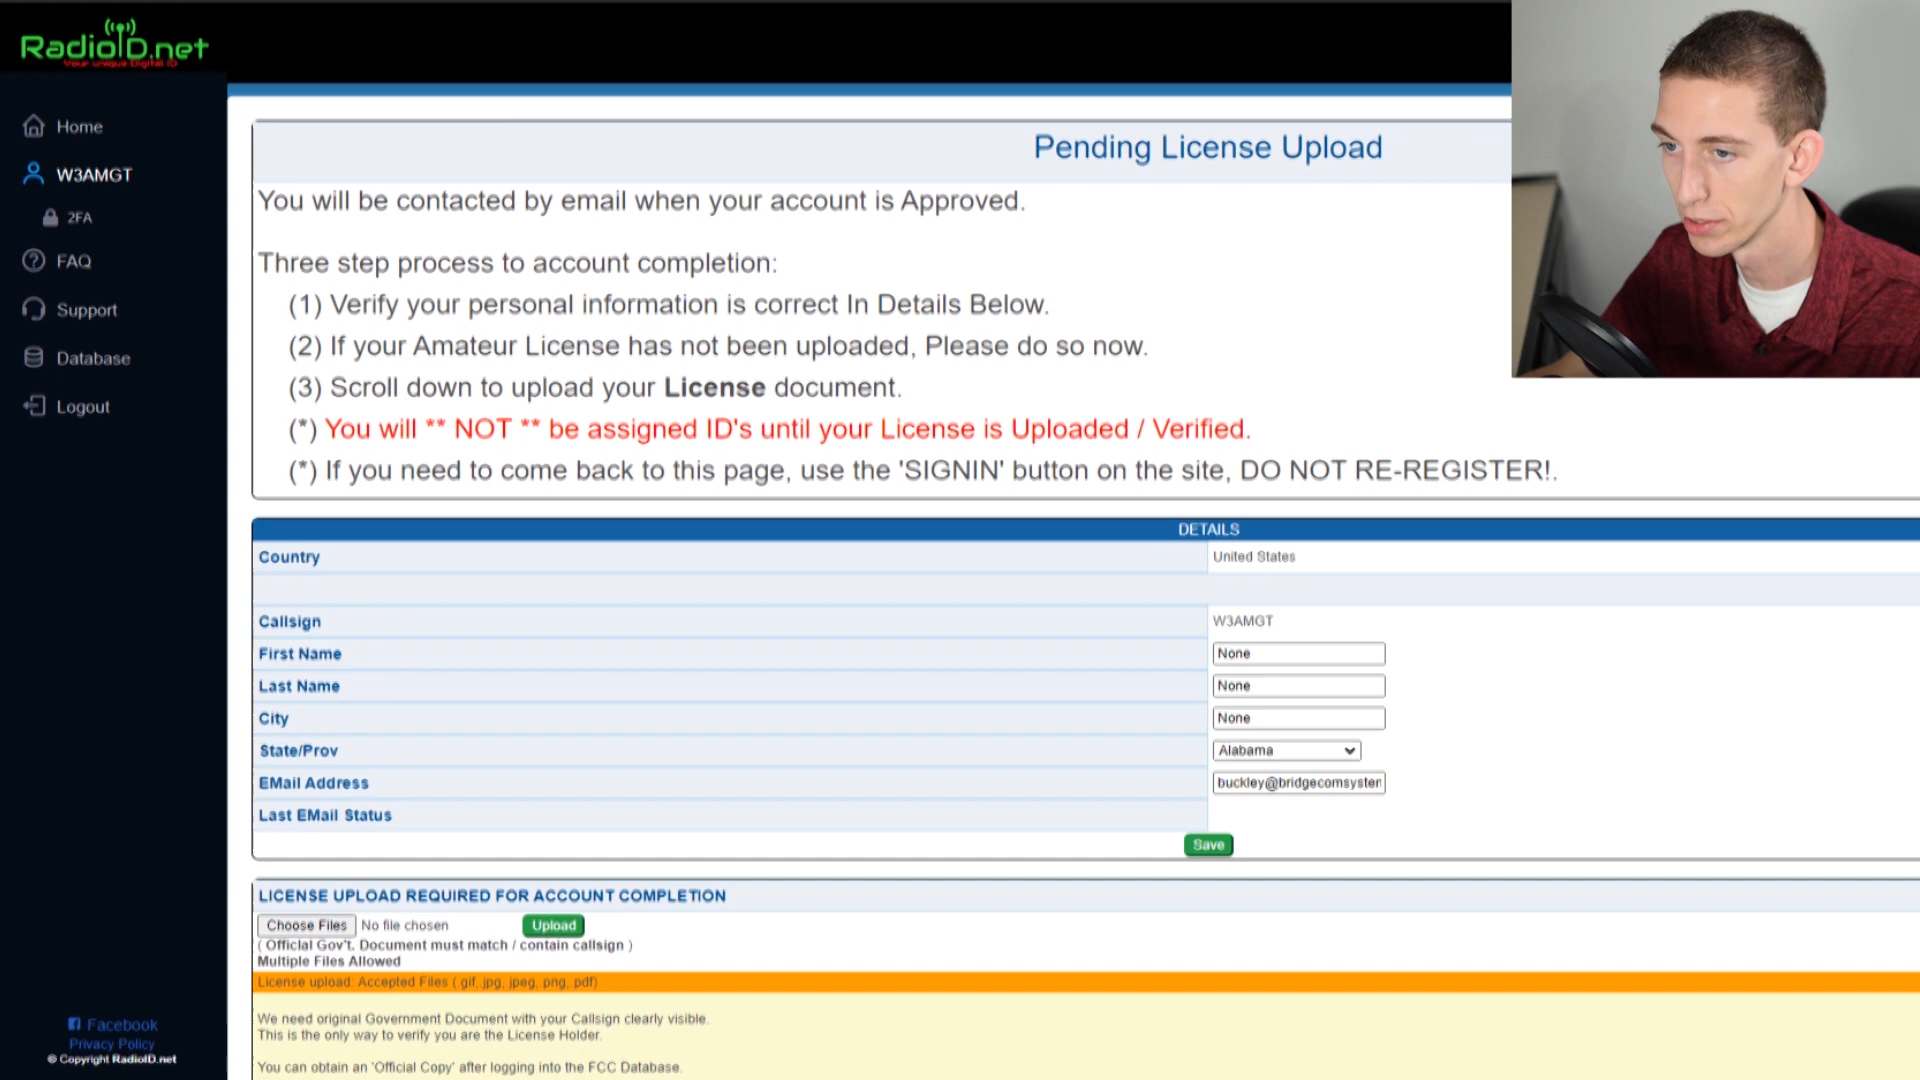 RadioID.net
Your unique Digital ID
Home
W3AMGT
2FA
FAQ
Support
Database
Logout
Facebook
Privacy Policy
© Copyright RadioID.net
Pending License Upload
You will be contacted by email when your account is Approved.
Three step process to account completion:
(1) Verify your personal information is correct In Details Below.
(2) If your Amateur License has not been uploaded, Please do so now.
(3) Scroll down to upload your License document.
(*) You will ** NOT ** be assigned ID's until your License is Uploaded / Verified.
(*) If you need to come back to this page, use the 'SIGNIN' button on the site, DO NOT RE-REGISTER!.
DETAILS
Country United States
Callsign W3AMGT
First Name None
Last Name None
City None
State/Prov Alabama
EMail Address buckley@bridgecomsystem
Last EMail Status
Save
LICENSE UPLOAD REQUIRED FOR ACCOUNT COMPLETION
Choose Files No file chosen Upload
( Official Gov't. Document must match / contain callsign )
Multiple Files Allowed
License upload: Accepted Files (.gif, jpg, jpeg, png, pdf)
We need original Government Document with your Callsign clearly visible.
This is the only way to verify you are the License Holder.
You can obtain an 'Official Copy' after logging into the FCC Database.